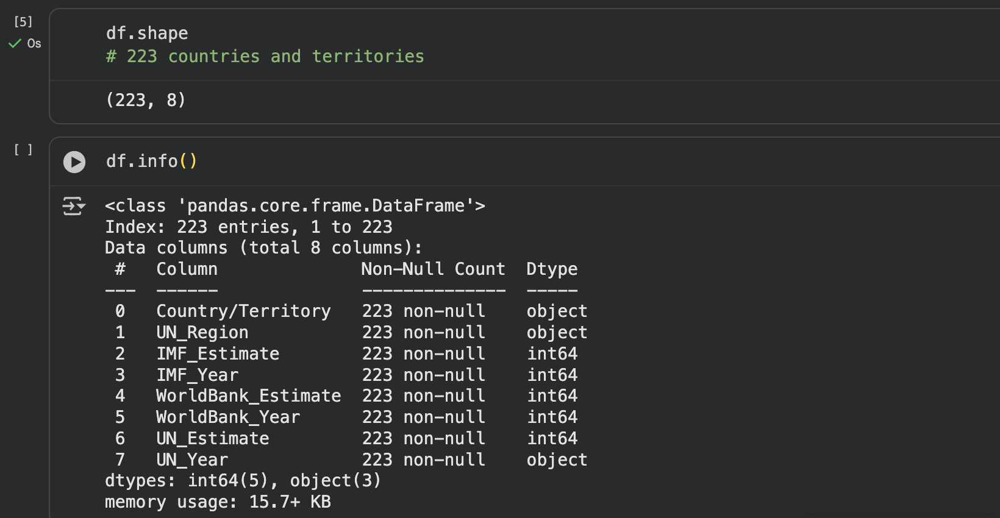 [5]
0s
df.shape
# 223 countries and territories
(223, 8)
[ ]
df.info()
<class 'pandas.core.frame.DataFrame'>
Index: 223 entries, 1 to 223
Data columns (total 8 columns):
 #   Column              Non-Null Count  Dtype
---  ------              --------------  -----
 0   Country/Territory   223 non-null    object
 1   UN_Region           223 non-null    object
 2   IMF_Estimate        223 non-null    int64
 3   IMF_Year            223 non-null    int64
 4   WorldBank_Estimate  223 non-null    int64
 5   WorldBank_Year      223 non-null    int64
 6   UN_Estimate         223 non-null    int64
 7   UN_Year             223 non-null    object
dtypes: int64(5), object(3)
memory usage: 15.7+ KB